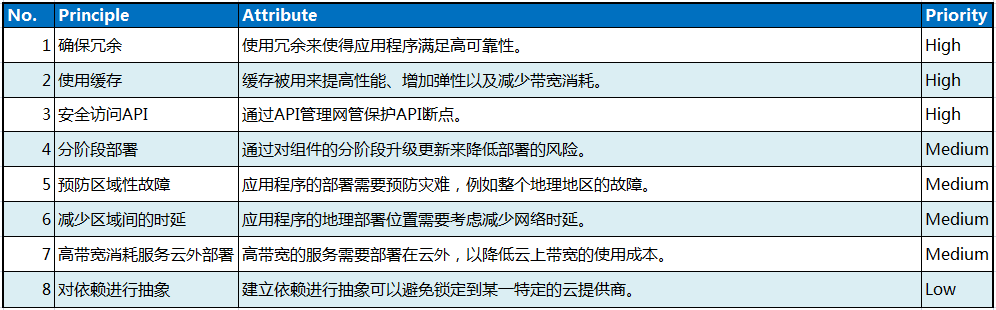 No. Principle Attribute Priority
1 确保冗余 使用冗余来使得应用程序满足高可靠性。 High
2 使用缓存 缓存被用来提高性能、增加弹性以及减少带宽消耗。 High
3 安全访问API 通过API管理网管保护API断点。 High
4 分阶段部署 通过对组件的分阶段升级更新来降低部署的风险。 Medium
5 预防区域性故障 应用程序的部署需要预防灾难，例如整个地理地区的故障。 Medium
6 减少区域间的时延 应用程序的地理部署位置需要考虑减少网络时延。 Medium
7 高带宽消耗服务云外部署 高带宽的服务需要部署在云外，以降低云上带宽的使用成本。 Medium
8 对依赖进行抽象 建立依赖进行抽象可以避免锁定到某一特定的云提供商。 Low